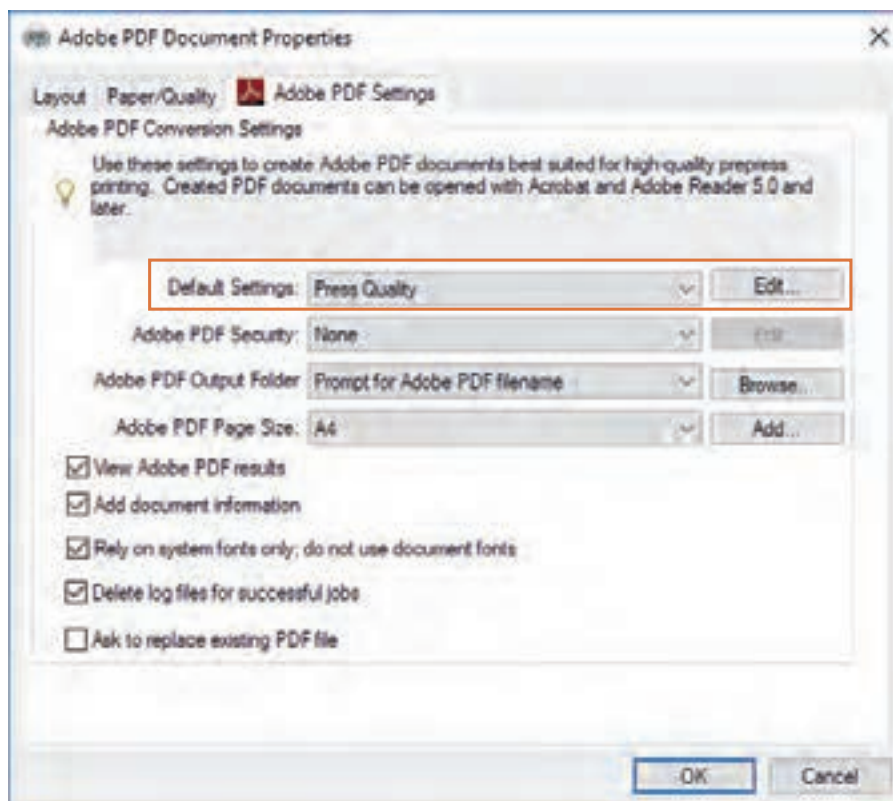 Adobe PDF Document Properties
Layout Paper/Quality Adobe PDF Settings
Adobe PDF Conversion Settings
Use these settings to create Adobe PDF documents best suited for high quality prepress
printing. Created PDF documents can be opened with Acrobat and Adobe Reader 5.0 and
later.
Default Settings: Press Quality Edit...
Adobe PDF Security: None Edit...
Adobe PDF Output Folder Prompt for Adobe PDF filename Browse...
Adobe PDF Page Size: A4 Add...
View Adobe PDF results
Add document information
Rely on system fonts only; do not use document fonts
Delete log files for successful jobs
Ask to replace existing PDF file
OK Cancel